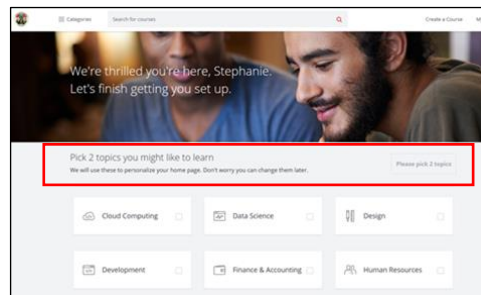 Categories
Search for courses
Create a Course
We're thrilled you're here, Stephanie.
Let's finish getting you set up.
Pick 2 topics you might like to learn
We will use these to personalize your home page. Don't worry you can change them later.
Please pick 2 topics
Cloud Computing
Data Science
Design
Development
Finance & Accounting
Human Resources